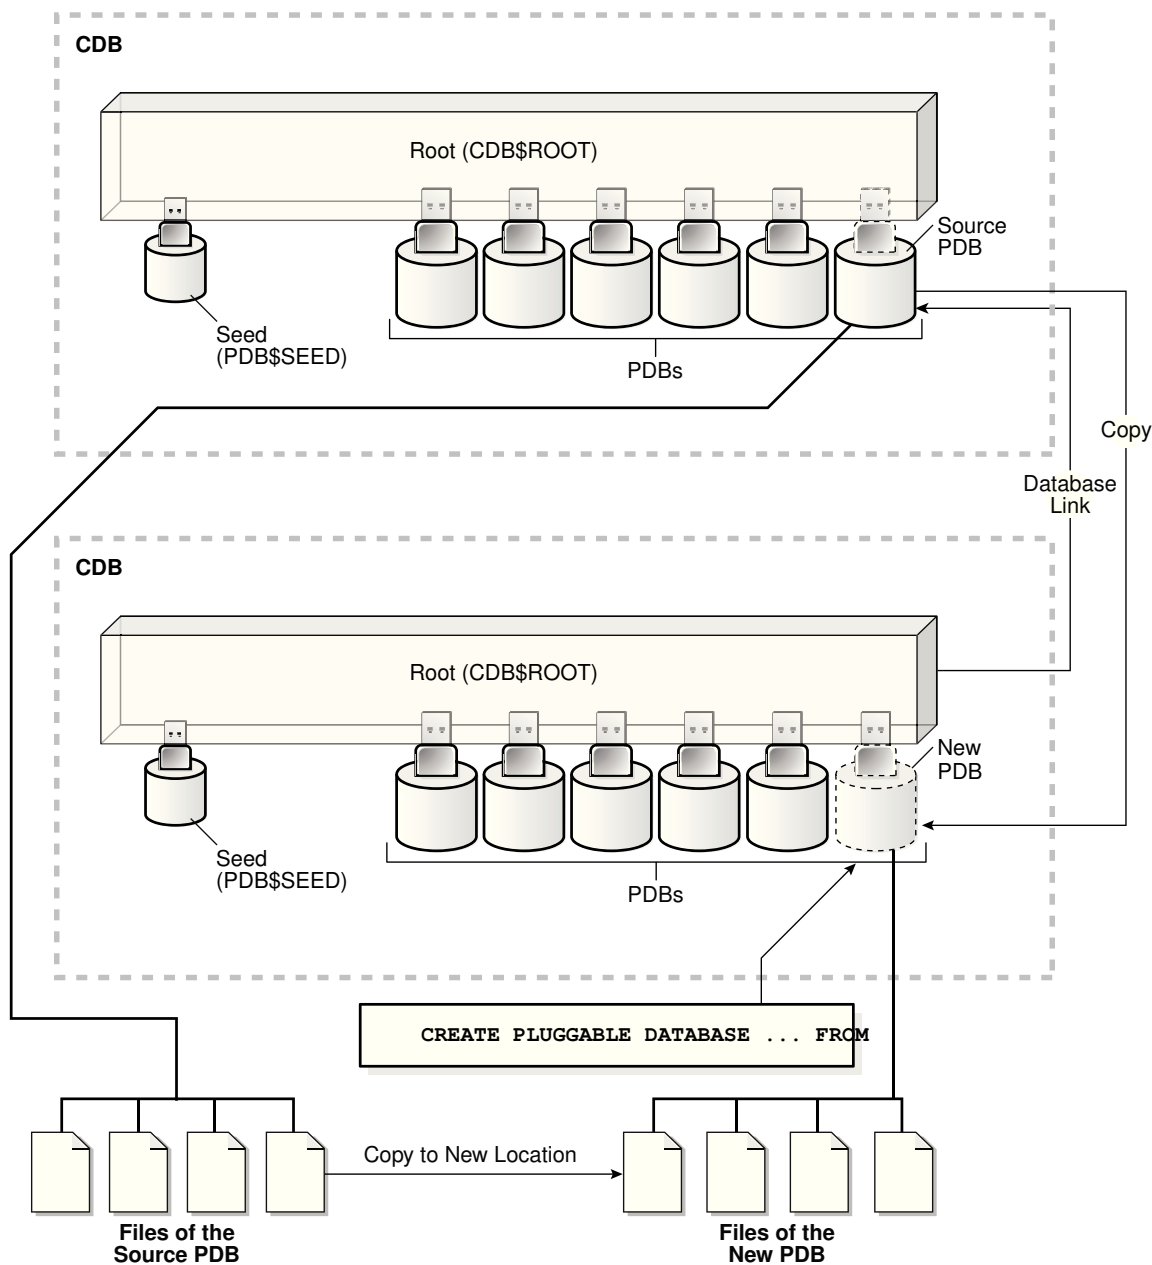 CDB
Root (CDB$ROOT)
Source
PDB
Seed
(PDB$SEED)
PDBs
Copy
Database
Link
CDB
Root (CDB$ROOT)
New
PDB
Seed
(PDB$SEED)
PDBs
CREATE PLUGGABLE DATABASE ... FROM
Copy to New Location
Files of the
Source PDB
Files of the
New PDB